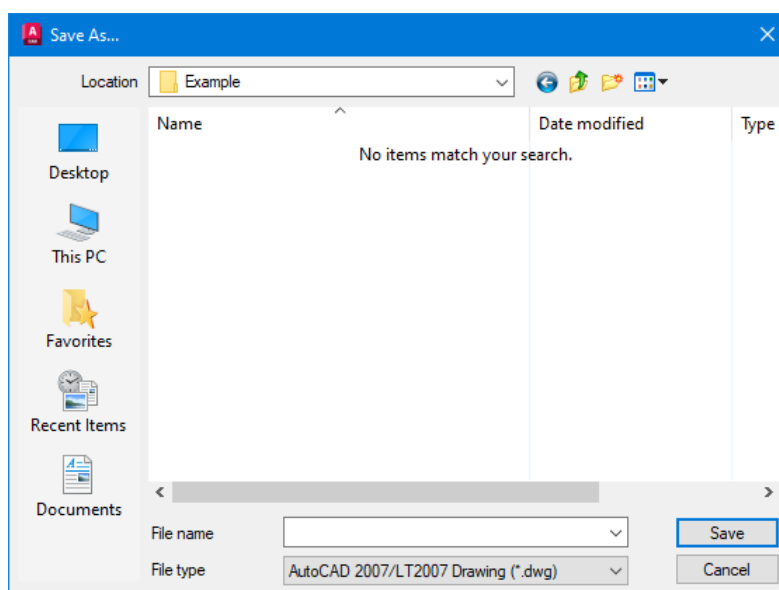 A
CAD
Save As...
Location
Example
Name
Date modified
Type
No items match your search.
Desktop
This PC
Favorites
Recent Items
Documents
File name
Save
File type
AutoCAD 2007/LT2007 Drawing (*.dwg)
Cancel